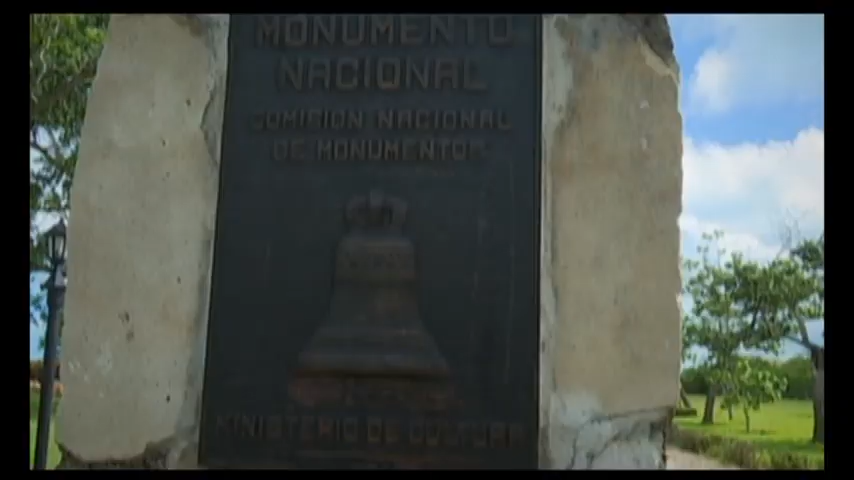 MONUMENTO
NACIONAL
COMISION NACIONAL
DE MONUMENTOS
MINISTERIO DE CULTURA